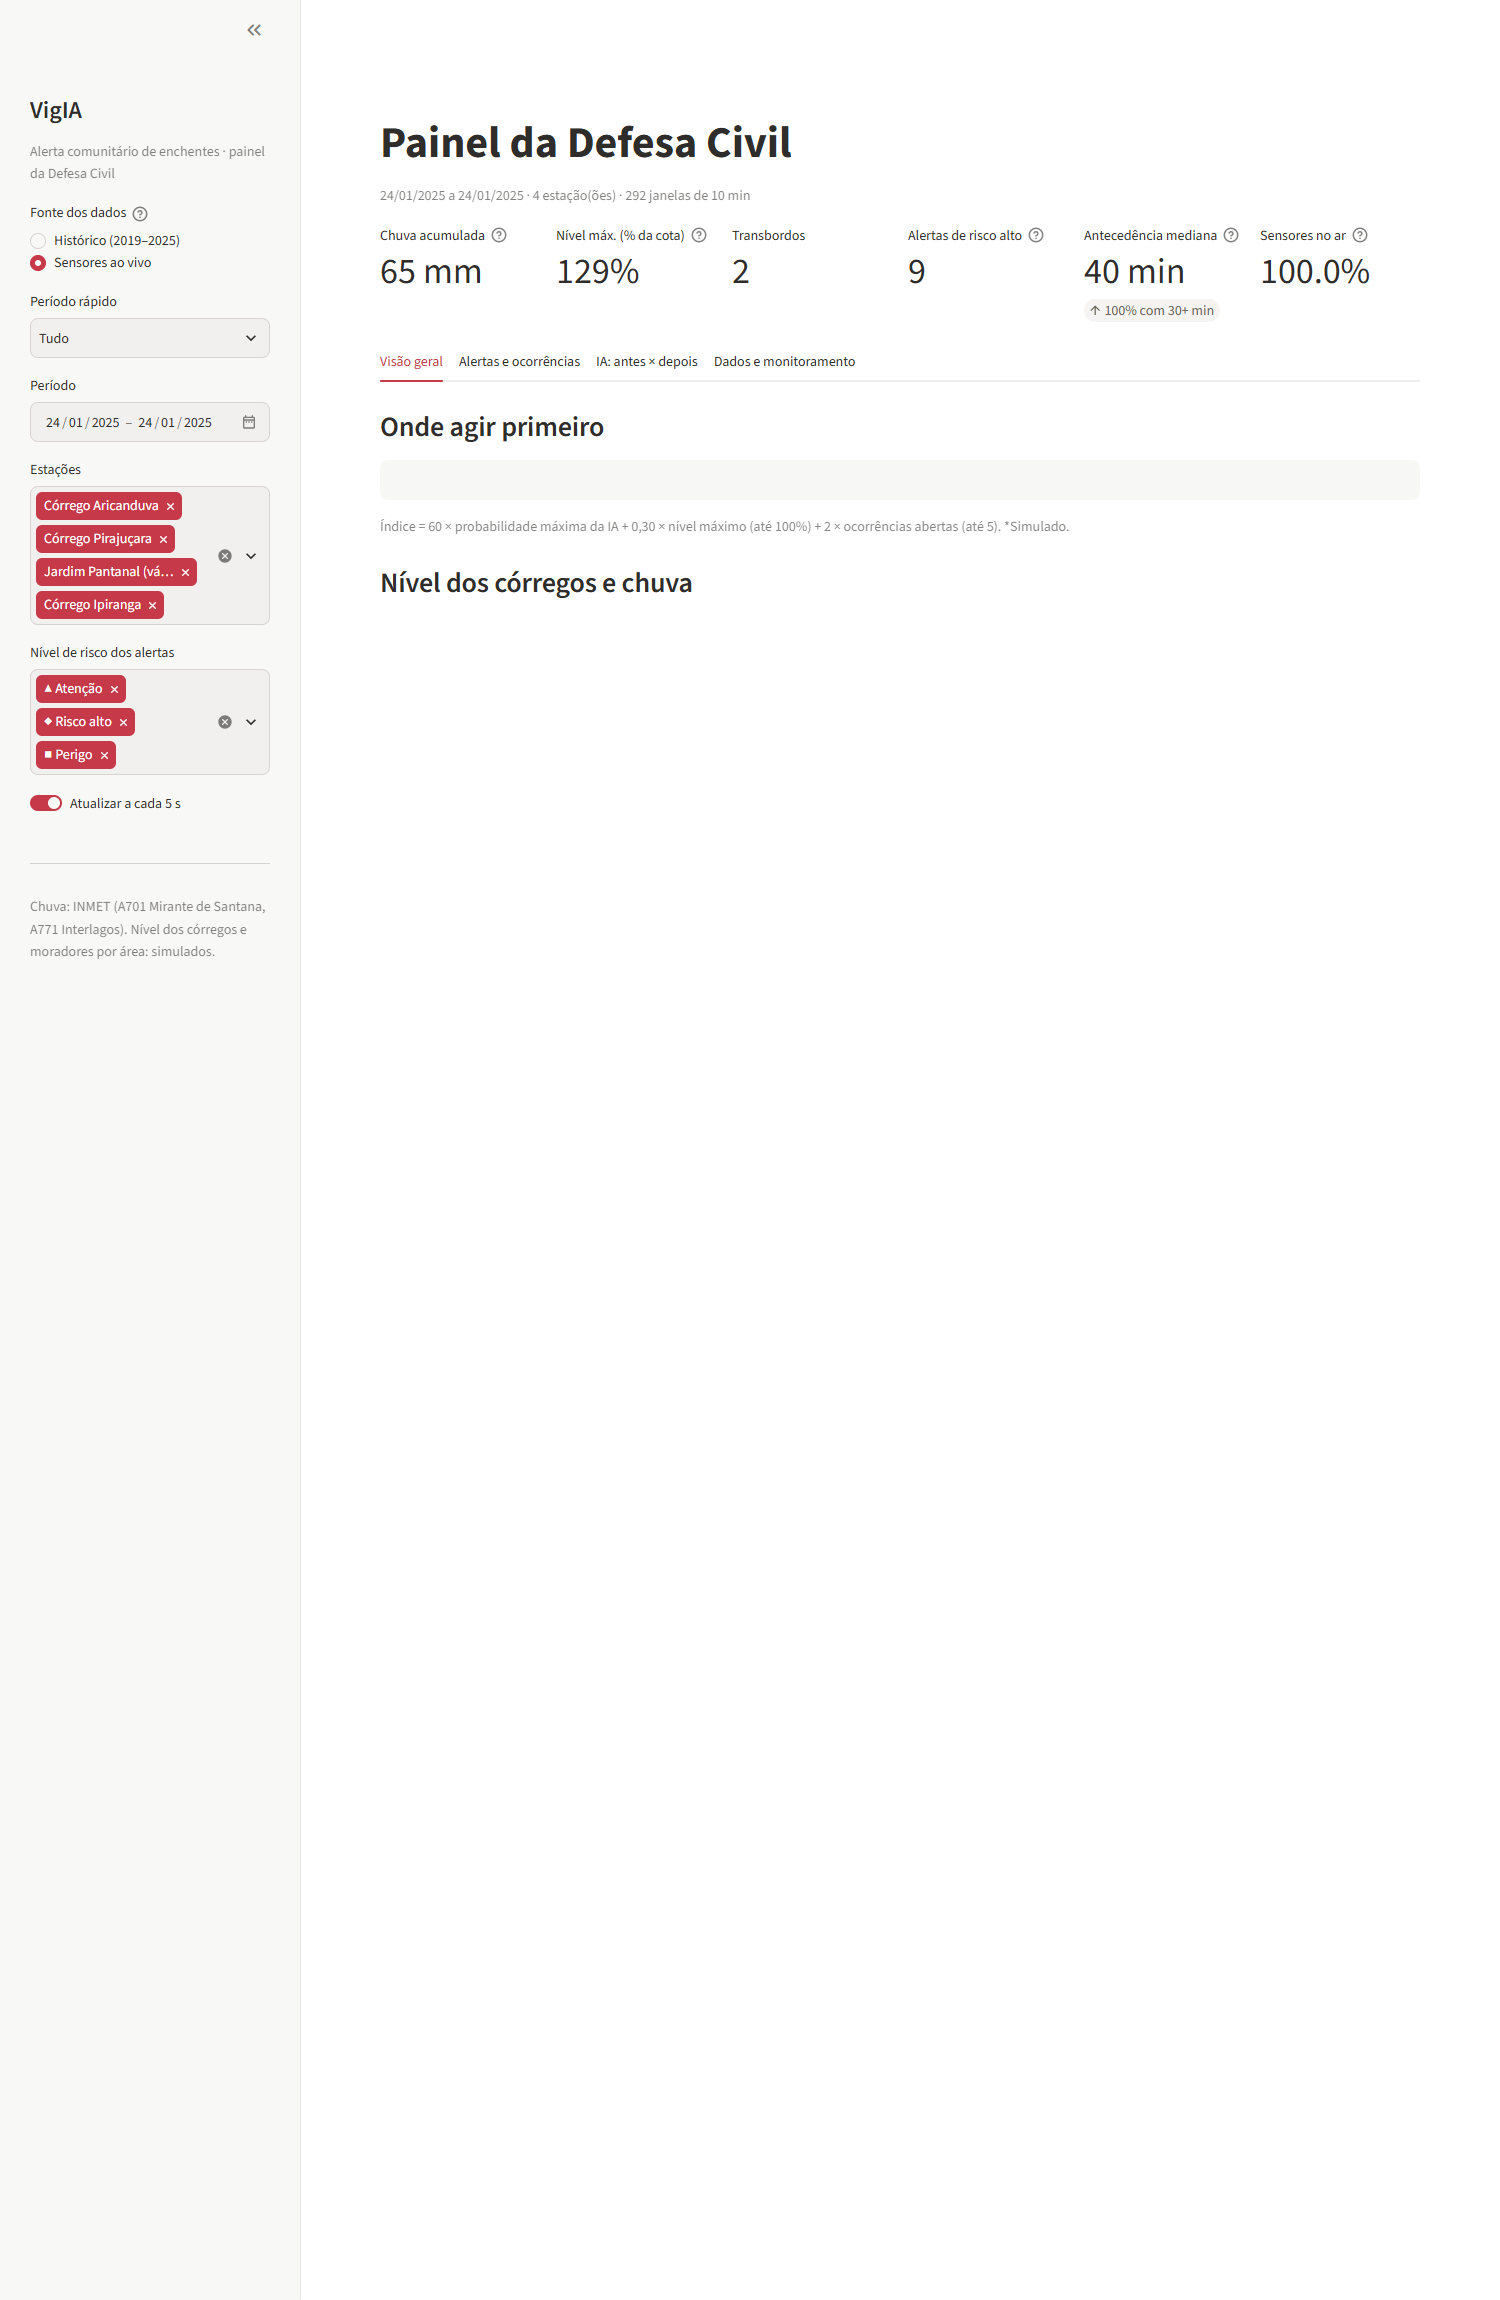 VigIA
Alerta comunitário de enchentes · painel
da Defesa Civil
Fonte dos dados
Histórico (2019–2025)
Sensores ao vivo
Período rápido
Tudo
Período
24/01/2025 – 24/01/2025
Estações
Córrego Aricanduva
Córrego Pirajuçara
Jardim Pantanal (vá…
Córrego Ipiranga
Nível de risco dos alertas
▲ Atenção
◆ Risco alto
■ Perigo
Atualizar a cada 5 s
Chuva: INMET (A701 Mirante de Santana,
A771 Interlagos). Nível dos córregos e
moradores por área: simulados.
Painel da Defesa Civil
24/01/2025 a 24/01/2025 · 4 estação(ões) · 292 janelas de 10 min
Chuva acumulada
65 mm
Nível máx. (% da cota)
129%
Transbordos
2
Alertas de risco alto
9
Antecedência mediana
40 min
↑ 100% com 30+ min
Sensores no ar
100.0%
Visão geral Alertas e ocorrências IA: antes × depois Dados e monitoramento
Onde agir primeiro
Índice = 60 × probabilidade máxima da IA + 0,30 × nível máximo (até 100%) + 2 × ocorrências abertas (até 5). *Simulado.
Nível dos córregos e chuva